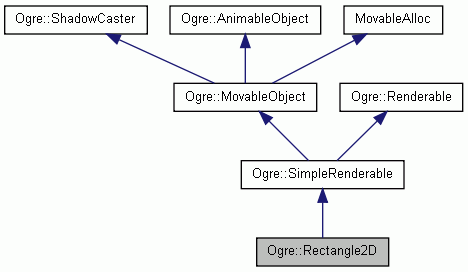 Ogre::ShadowCaster
Ogre::AnimableObject
MovableAlloc
Ogre::MovableObject
Ogre::Renderable
Ogre::SimpleRenderable
Ogre::Rectangle2D